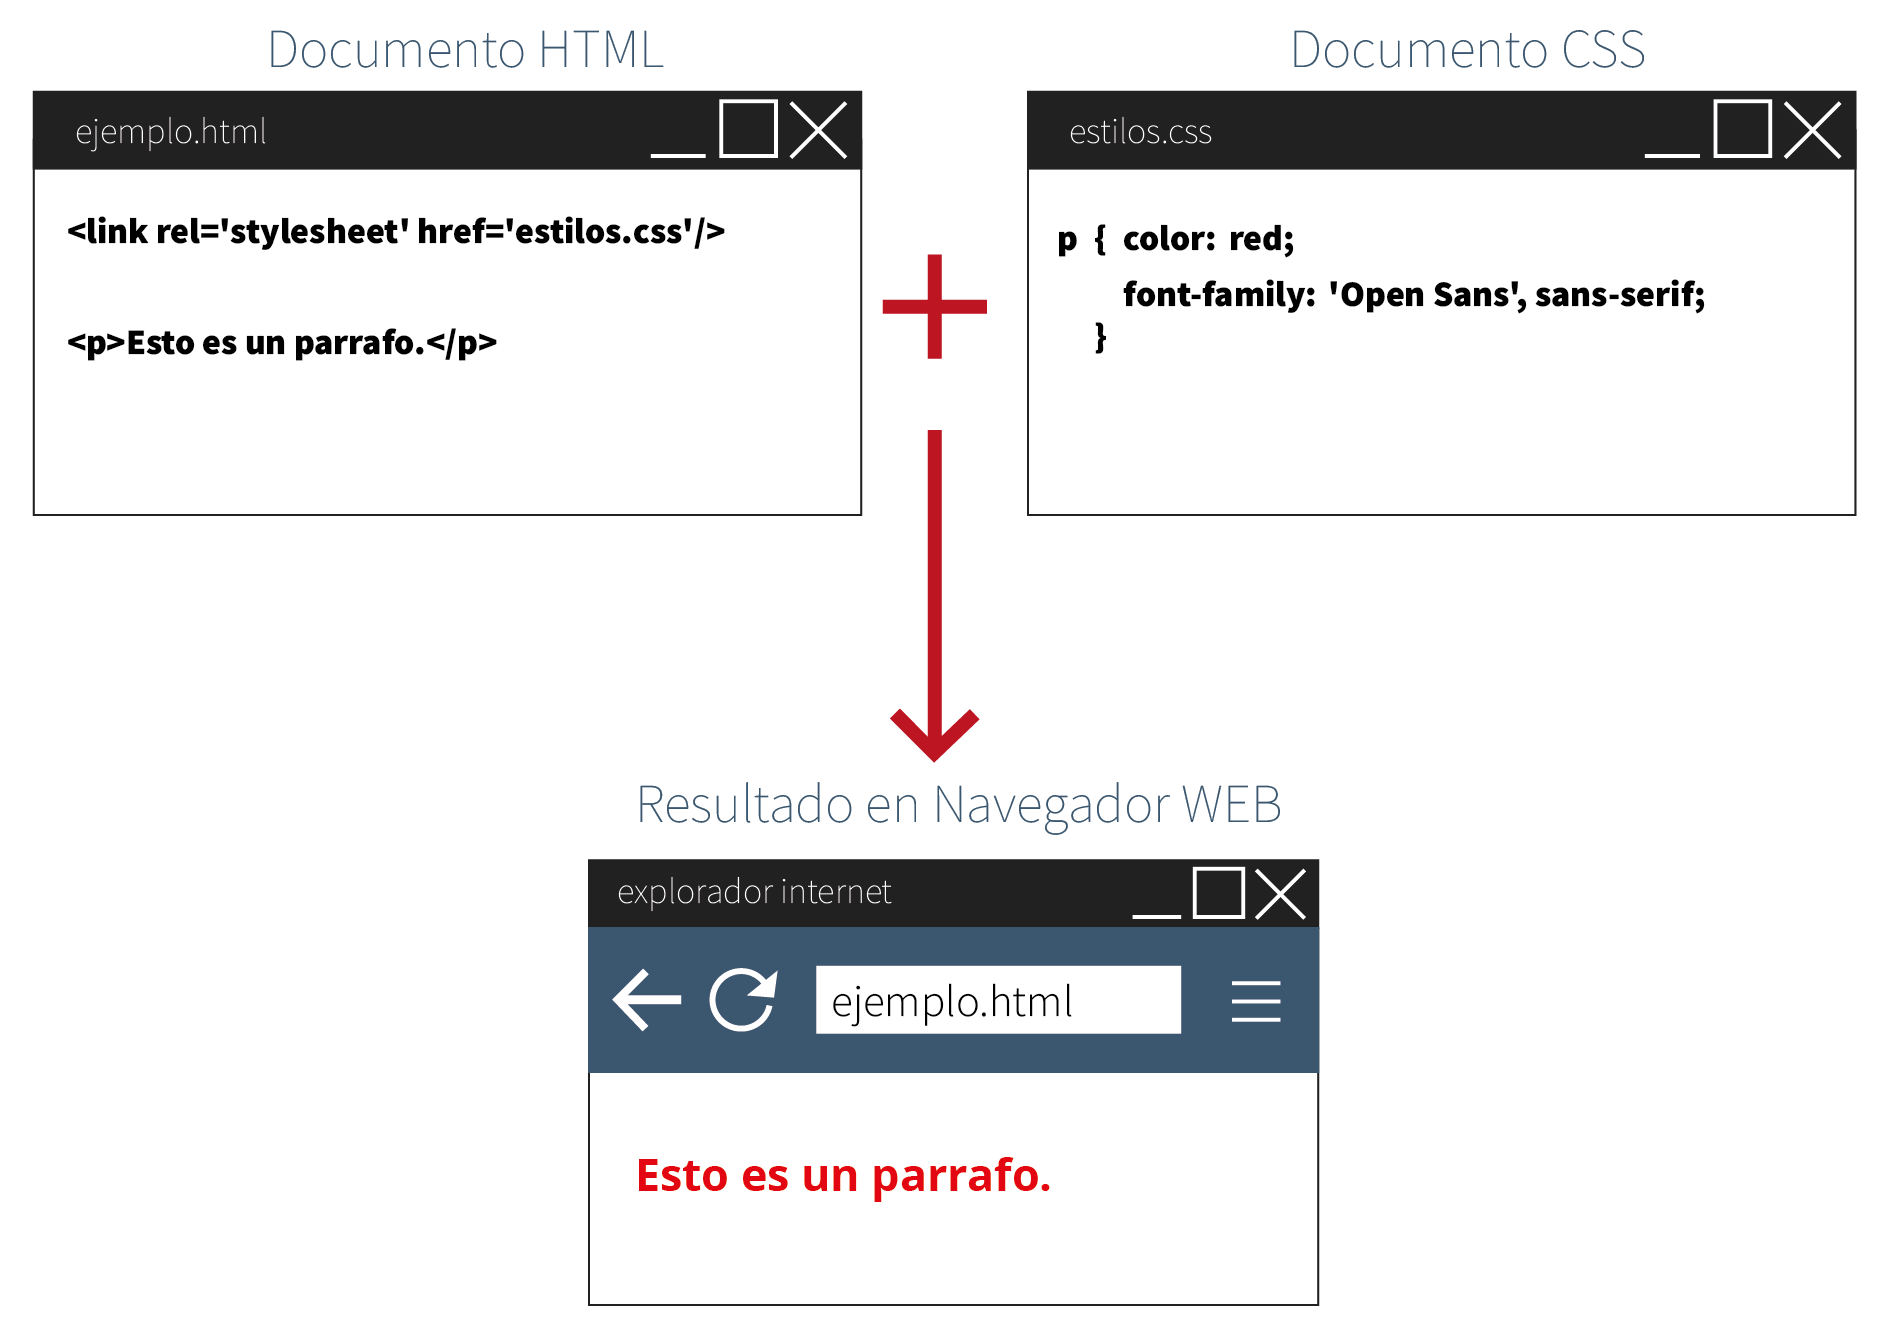 Documento HTML
ejemplo.html
<link rel='stylesheet' href='estilos.css'/>
<p>Esto es un parrafo.</p>
Documento CSS
estilos.css
p { color: red;
font-family: 'Open Sans', sans-serif;
}
Resultado en Navegador WEB
explorador internet
ejemplo.html
Esto es un parrafo.